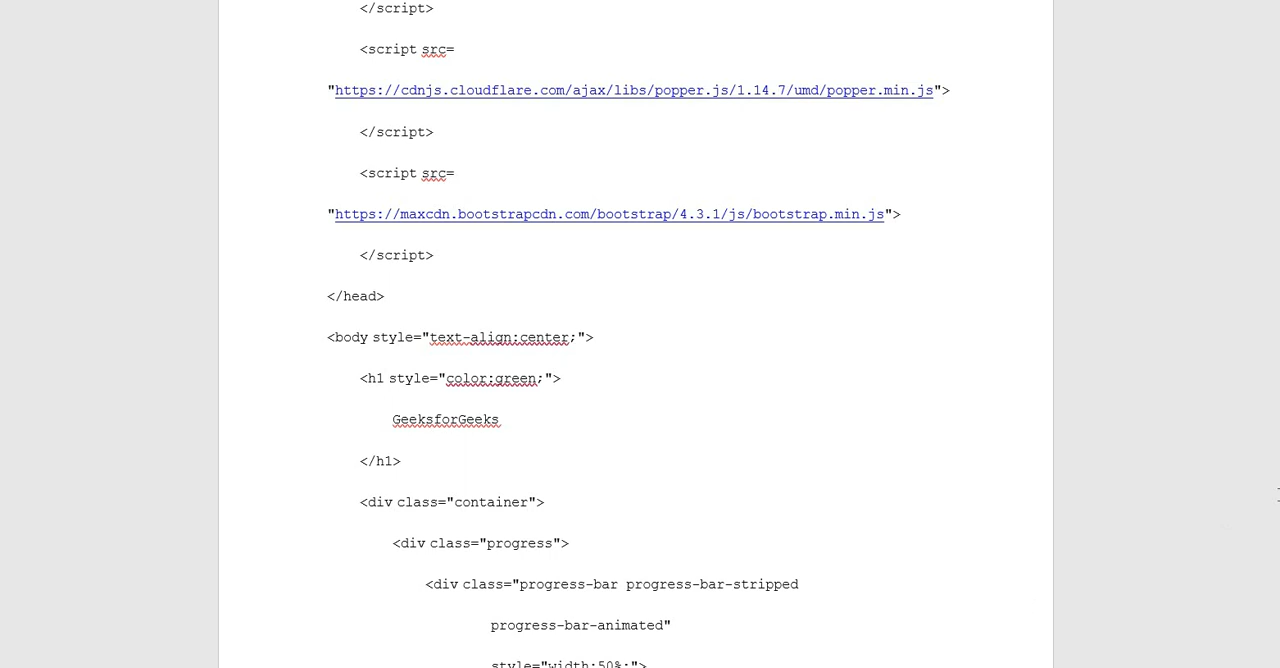 </script>
<script src=
"https://cdnjs.cloudflare.com/ajax/libs/popper.js/1.14.7/umd/popper.min.js">
</script>
<script src=
"https://maxcdn.bootstrapcdn.com/bootstrap/4.3.1/js/bootstrap.min.js">
</script>
</head>
<body style="text-align:center;">
<h1 style="color:green;">
GeeksforGeeks
</h1>
<div class="container">
<div class="progress">
<div class="progress-bar progress-bar-stripped
progress-bar-animated"
style="width:50%;">